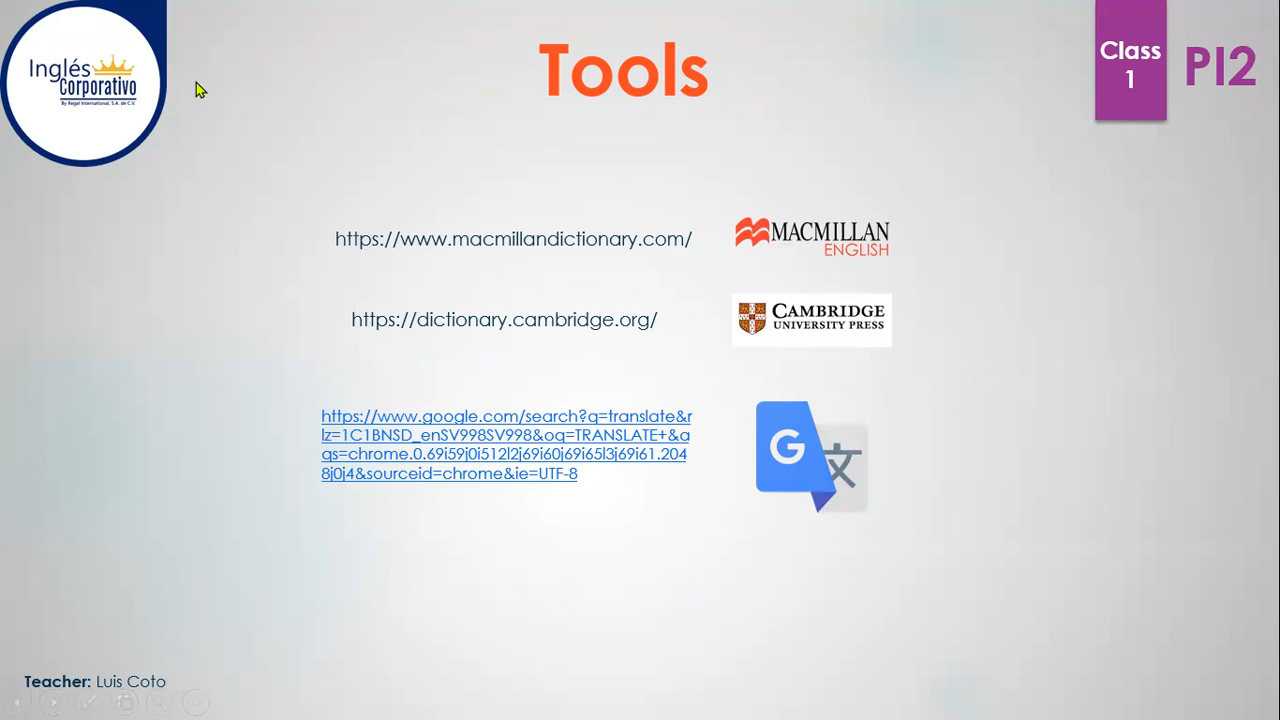 Inglés
Corporativo
By Regal International, S.A. de C.V.
Tools
Class
1
PI2
https://www.macmillandictionary.com/
MACMILLAN
ENGLISH
https://dictionary.cambridge.org/
CAMBRIDGE
UNIVERSITY PRESS
https://www.google.com/search?q=translate&r
lz=1C1BNSD_enSV998SV998&oq=TRANSLATE+&a
qs=chrome.0.69i59j0i512l2j69i60j69i65l3j69i61.204
8j0j4&sourceid=chrome&ie=UTF-8
G
文
Teacher: Luis Coto